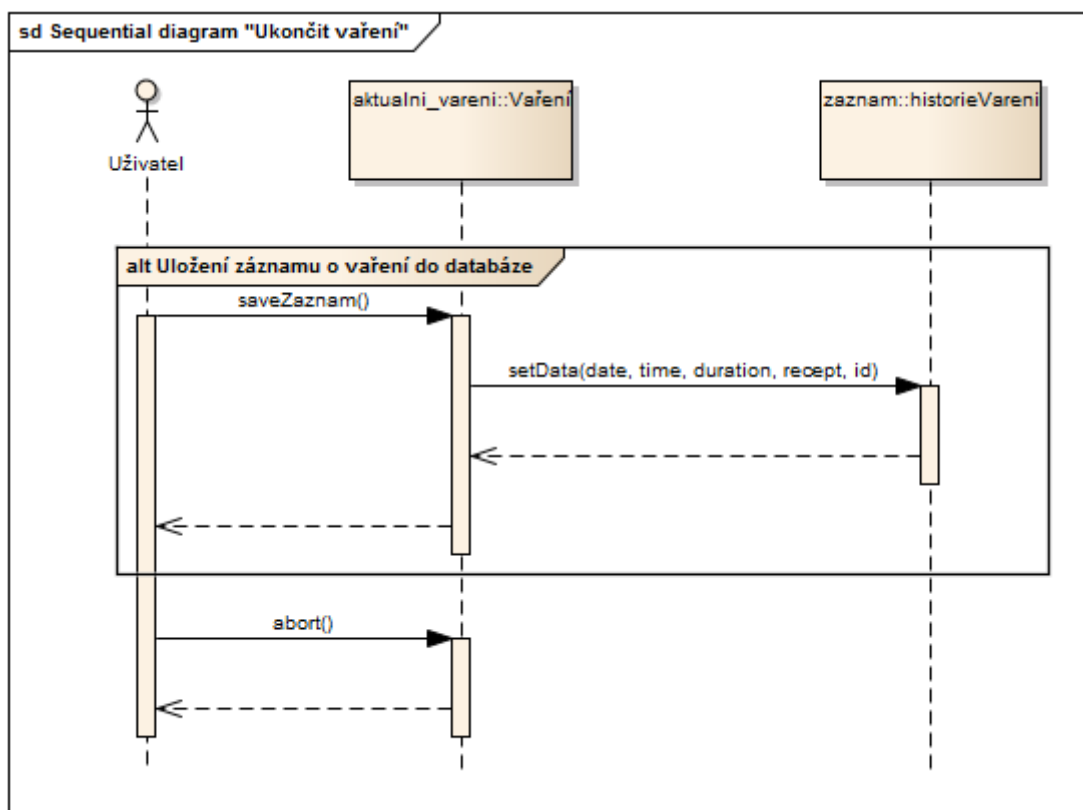 sd Sequential diagram "Ukončit vaření"
Uživatel
aktualni_vareni::Vaření
zaznam::historieVareni
alt Uložení záznamu o vaření do databáze
saveZaznam()
setData(date, time, duration, recept, id)
abort()